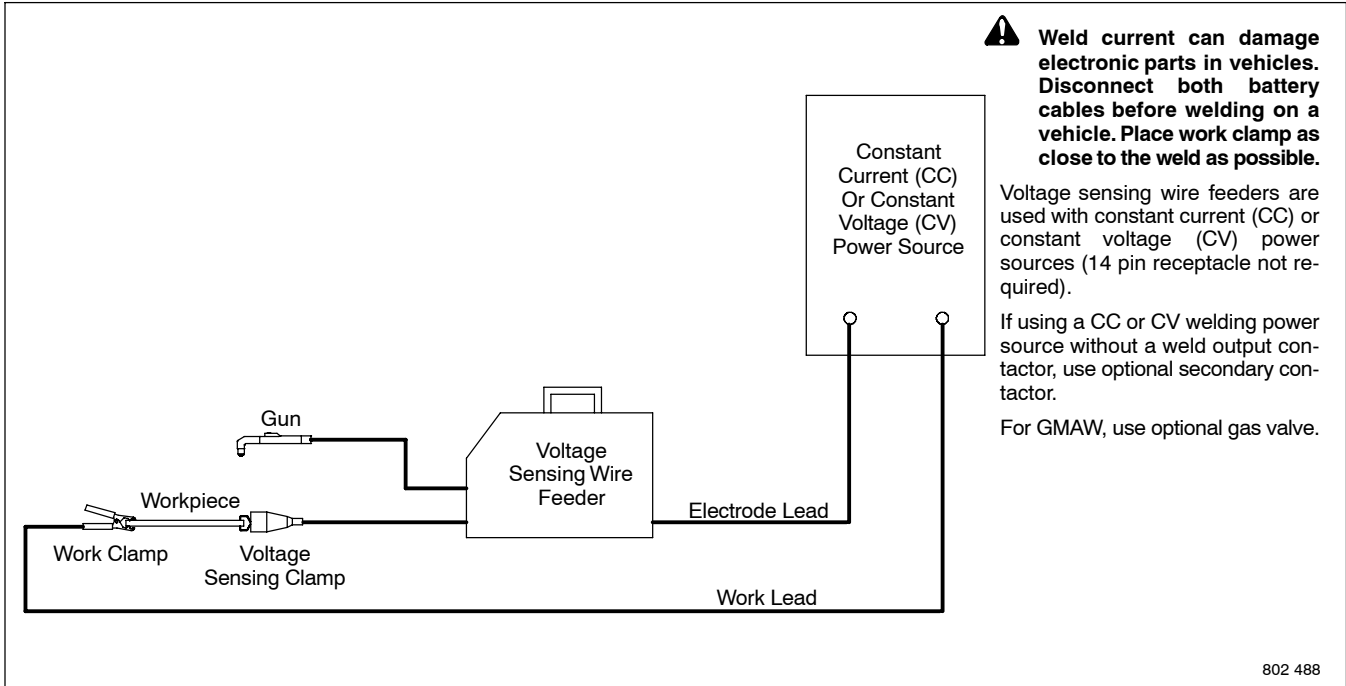 Weld current can damage
electronic parts in vehicles.
Disconnect both battery
cables before welding on a
vehicle. Place work clamp as
close to the weld as possible.
Constant
Current (CC)
Or Constant
Voltage (CV)
Power Source
Voltage sensing wire feeders are
used with constant current (CC) or
constant voltage (CV) power
sources (14 pin receptacle not re-
quired).
If using a CC or CV welding power
source without a weld output con-
tactor, use optional secondary con-
tactor.
For GMAW, use optional gas valve.
Gun
Voltage
Sensing Wire
Feeder
Workpiece
Electrode Lead
Work Clamp
Voltage
Sensing Clamp
Work Lead
802 488